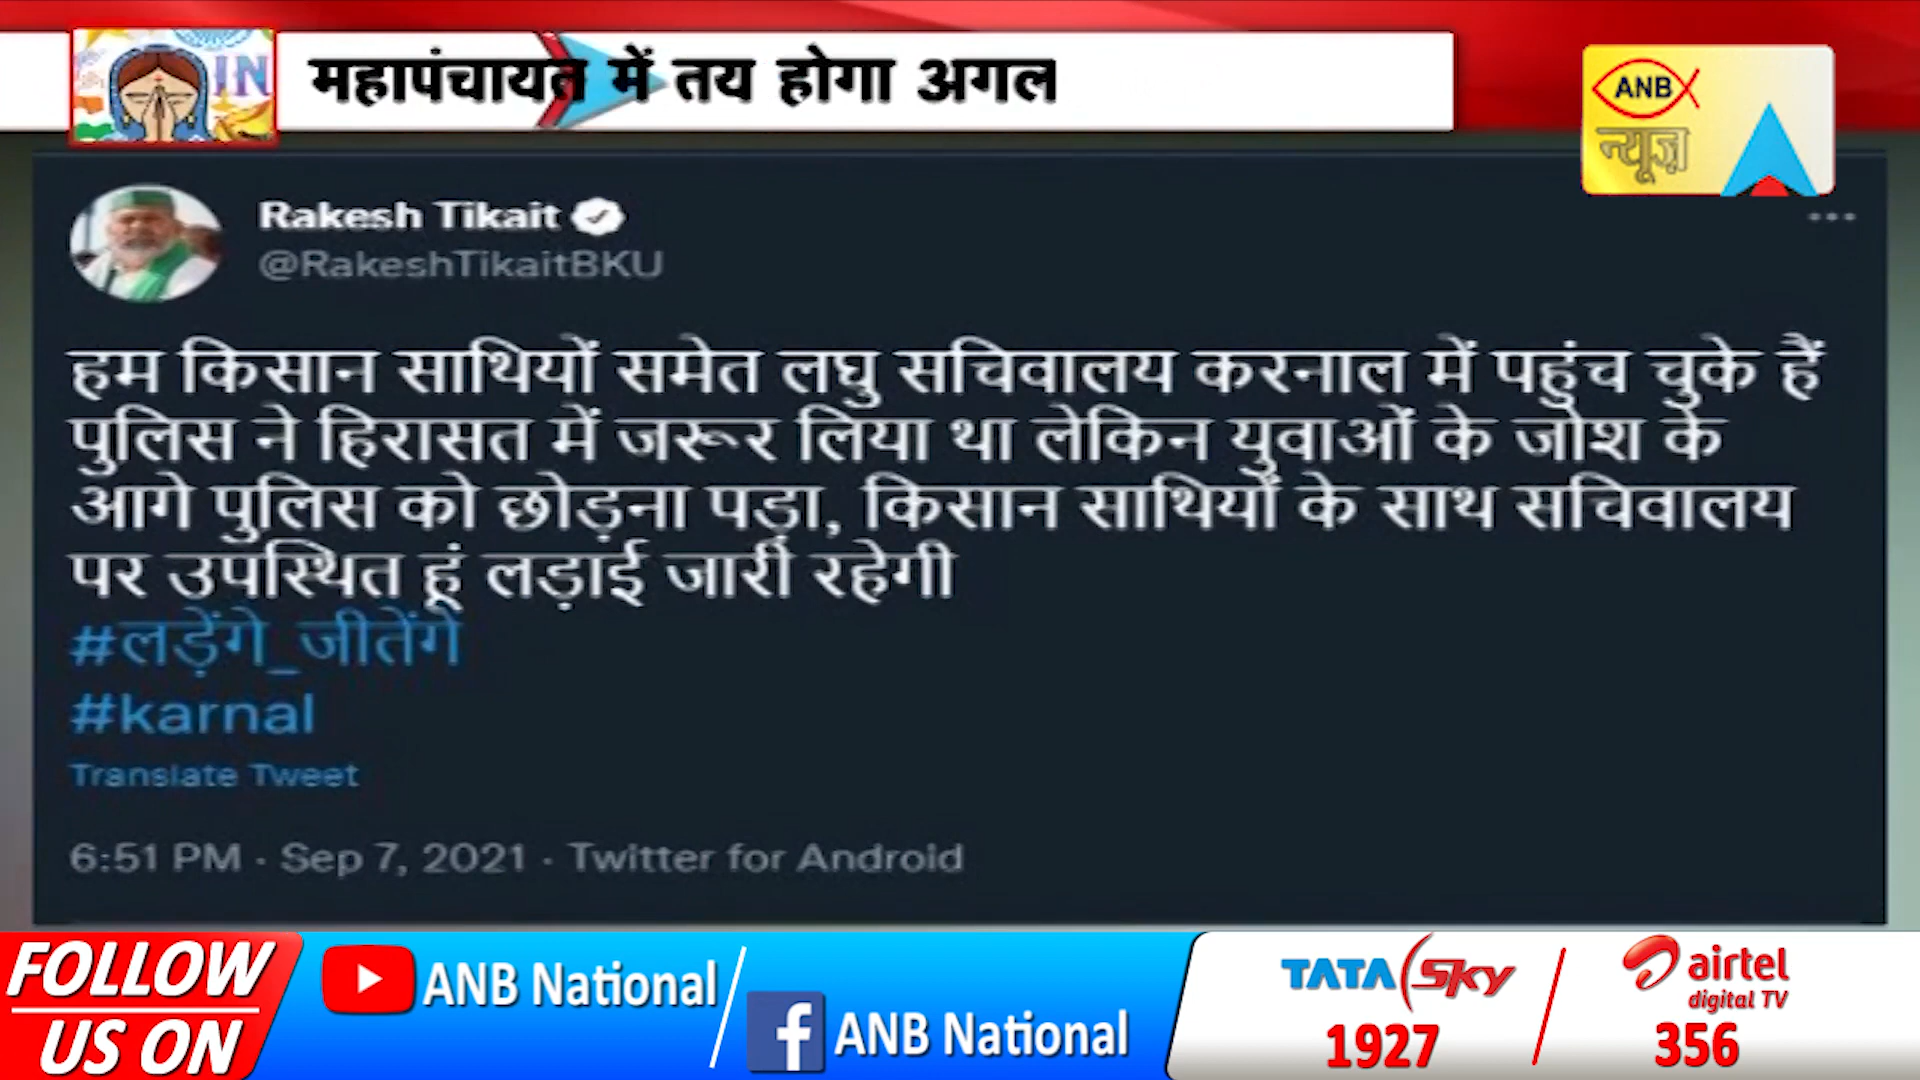 महापंचायत में तय होगा अगल
IN
ANB
न्यूज़
Rakesh Tikait
@RakeshTikaitBKU
हम किसान साथियों समेत लघु सचिवालय करनाल में पहुंच चुके हैं
पुलिस ने हिरासत में जरूर लिया था लेकिन युवाओं के जोश के
आगे पुलिस को छोड़ना पड़ा, किसान साथियों के साथ सचिवालय
पर उपस्थित हूं लड़ाई जारी रहेगी
#लड़ेंगे_जीतेंगे
#karnal
Translate Tweet
6:51 PM · Sep 7, 2021 · Twitter for Android
FOLLOW
US ON
ANB National
ANB National
TATA Sky
1927
airtel
digital TV
356